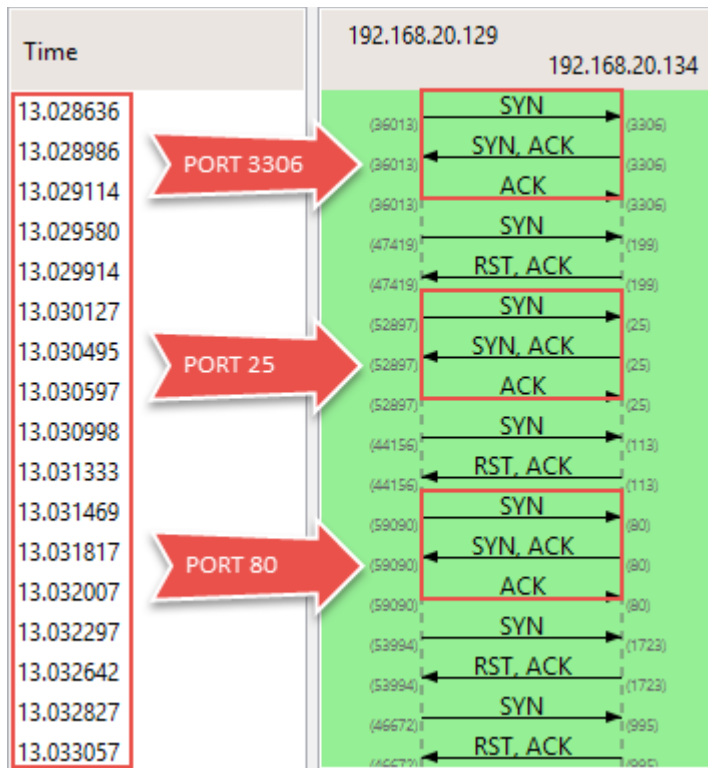 Time
192.168.20.129
192.168.20.134
13.028636
SYN
(36013)
(3306)
13.028986
PORT 3306
SYN, ACK
(36013)
(3306)
13.029114
ACK
(36013)
(3306)
13.029580
SYN
(47419)
(199)
13.029914
RST, ACK
(47419)
(199)
13.030127
SYN
(52897)
(25)
13.030495
PORT 25
SYN, ACK
(52897)
(25)
13.030597
ACK
(52897)
(25)
13.030998
SYN
(44156)
(113)
13.031333
RST, ACK
(44156)
(113)
13.031469
SYN
(59090)
(80)
13.031817
PORT 80
SYN, ACK
(59090)
(80)
13.032007
ACK
(59090)
(80)
13.032297
SYN
(53994)
(1723)
13.032642
RST, ACK
(53994)
(1723)
13.032827
SYN
(46672)
(995)
13.033057
RST, ACK
(46672)
(995)